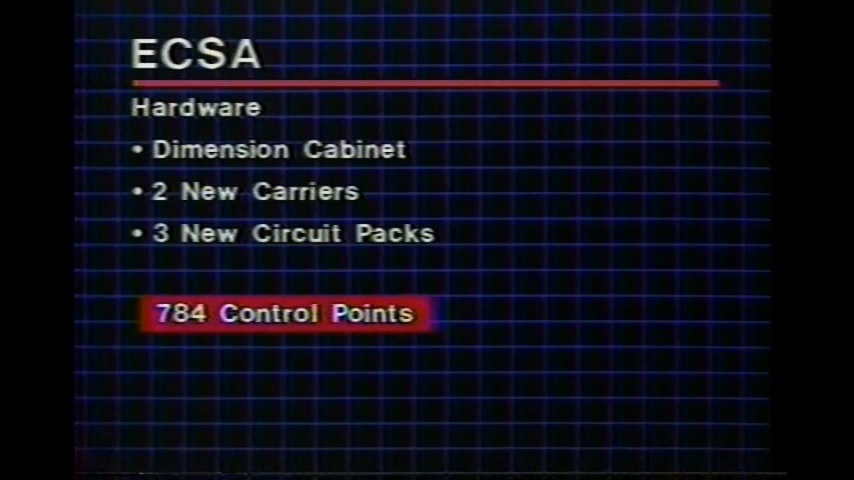 ECSA
Hardware
• Dimension Cabinet
• 2 New Carriers
• 3 New Circuit Packs
784 Control Points